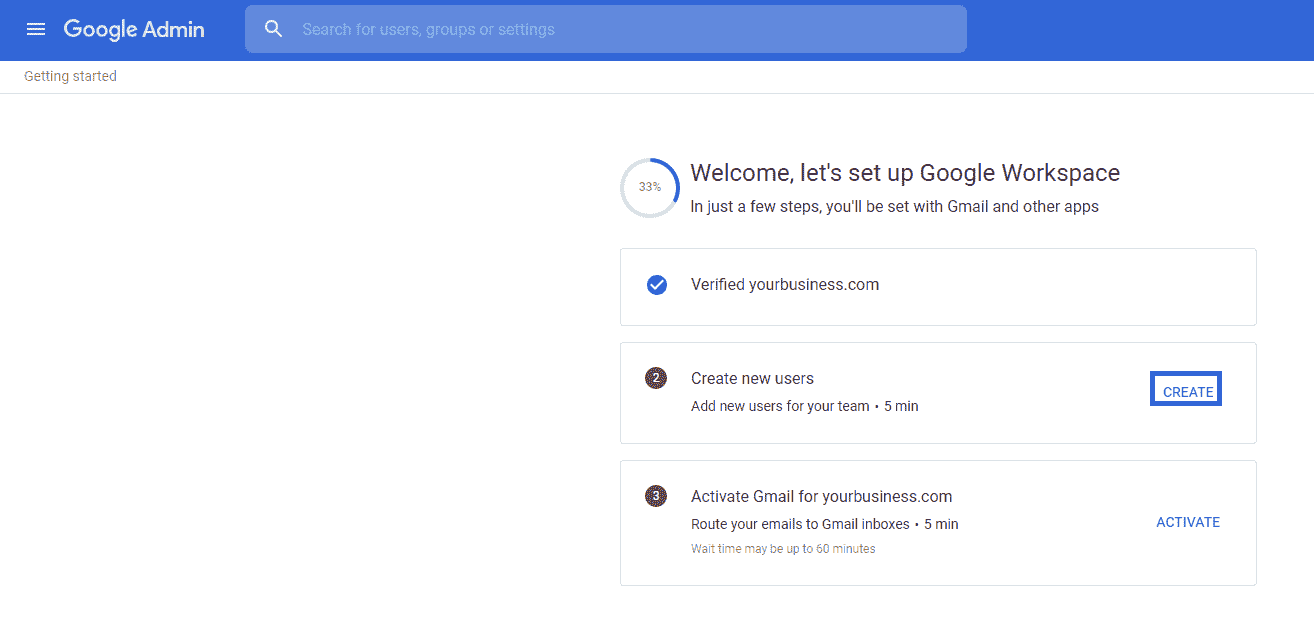 Google Admin
Search for users, groups or settings
Getting started
33%
Welcome, let's set up Google Workspace
In just a few steps, you'll be set with Gmail and other apps
Verified yourbusiness.com
2
Create new users
Add new users for your team • 5 min
CREATE
3
Activate Gmail for yourbusiness.com
Route your emails to Gmail inboxes • 5 min
Wait time may be up to 60 minutes
ACTIVATE